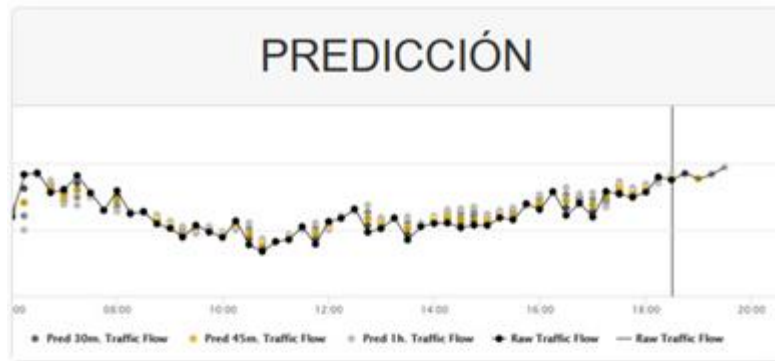 PREDICCIÓN
:00 08:00 10:00 12:00 14:00 16:00 18:00 20:00
Pred 30m. Traffic Flow Pred 45m. Traffic Flow Pred 1h. Traffic Flow Raw Traffic Flow Raw Traffic Flow